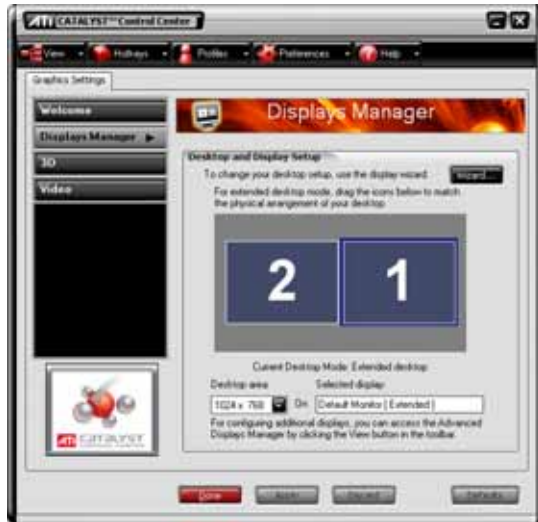 ATI CATALYST™ Control Center
View Hotkeys Profiles Preferences Help
Graphics Settings
Welcome
Displays Manager
3D
Video
Displays Manager
Desktop and Display Setup
To change your desktop setup, use the display wizard.
Wizard...
For extended desktop mode, drag the icons below to match
the physical arrangement of your desktop.
2 1
Current Desktop Mode: Extended desktop
Desktop area Selected display
1024 x 768 On Default Monitor [ Extended ]
For configuring additional displays, you can access the Advanced
Displays Manager by clicking the View button in the toolbar.
ATI CATALYST
Done Apply Discard Defaults